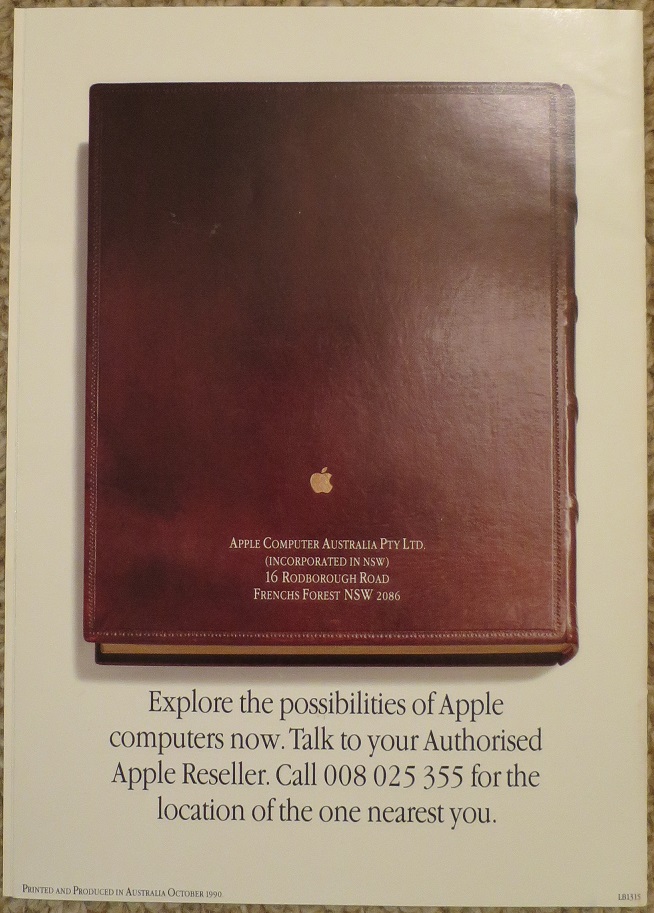 APPLE COMPUTER AUSTRALIA PTY LTD.
(INCORPORATED IN NSW)
16 RODBOROUGH ROAD
FRENCHS FOREST NSW 2086
Explore the possibilities of Apple
computers now. Talk to your Authorised
Apple Reseller. Call 008 025 355 for the
location of the one nearest you.
PRINTED AND PRODUCED IN AUSTRALIA OCTOBER 1990
LB1315